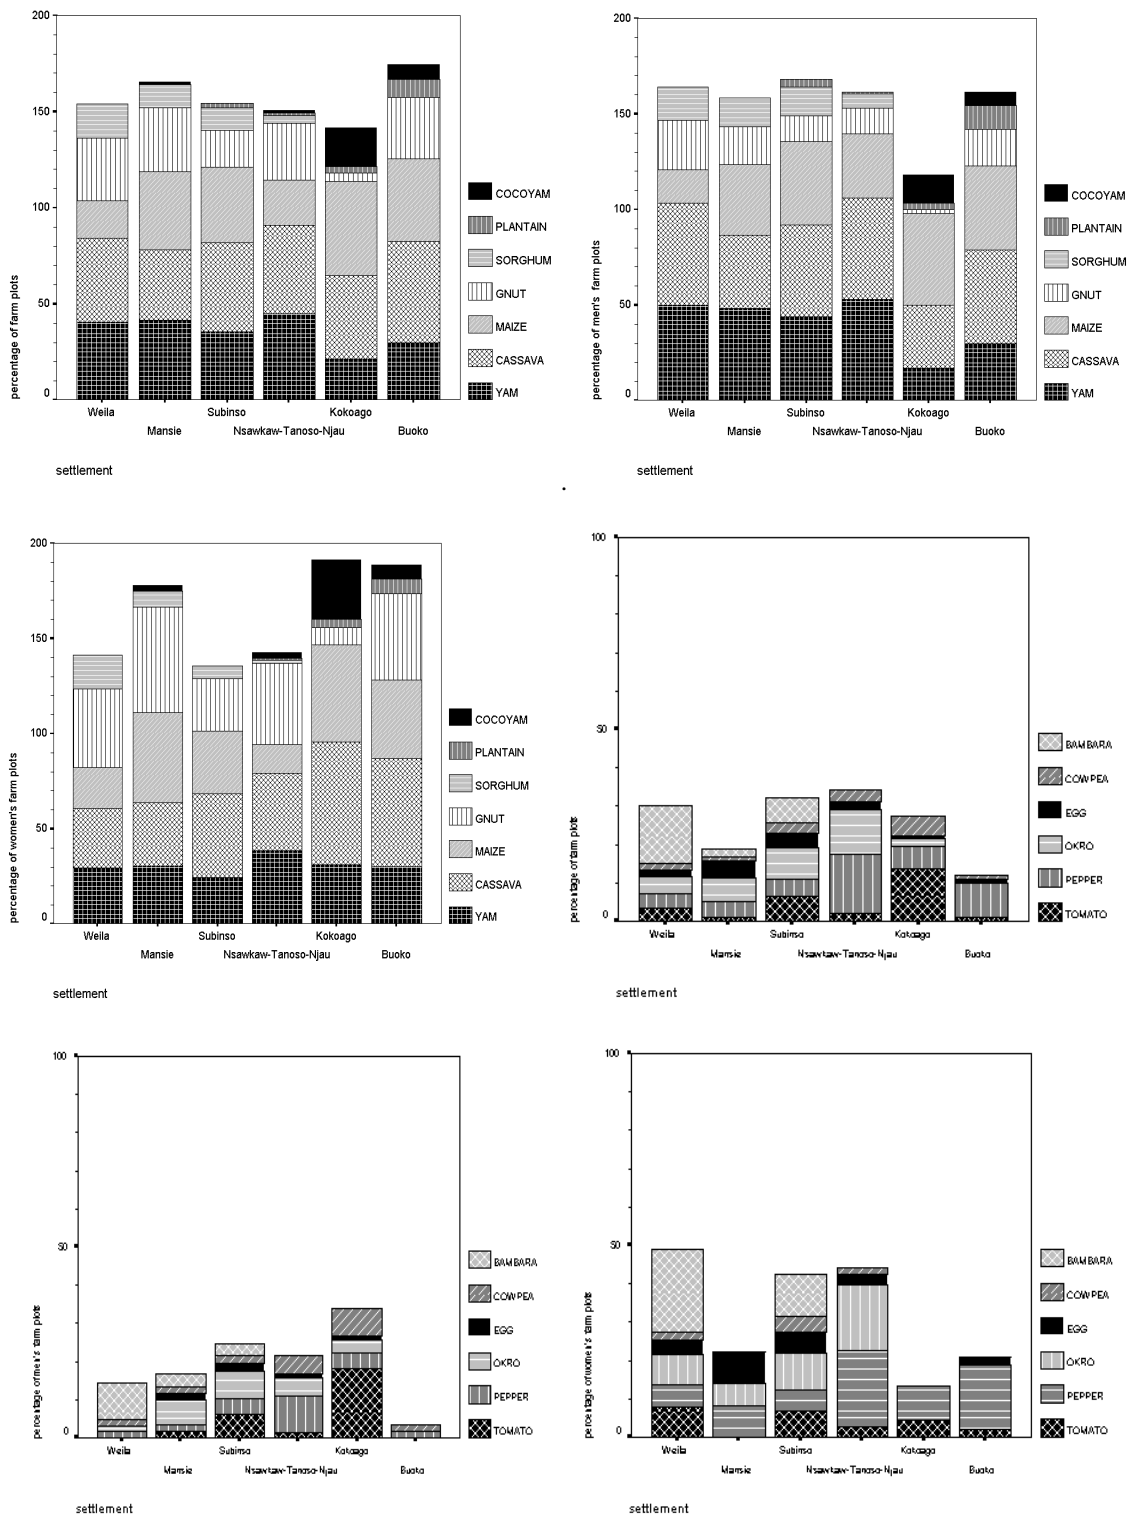 200
150
100
50
0
percentage of farm plots
COCOYAM
PLANTAIN
SORGHUM
GNUT
MAIZE
CASSAVA
YAM
Weila
Subinso
Kokoago
Mansie
Nsawkaw-Tanoso-Njau
Buoko
settlement
200
150
100
50
0
percentage of men's farm plots
COCOYAM
PLANTAIN
SORGHUM
GNUT
MAIZE
CASSAVA
YAM
Weila
Subinso
Kokoago
Mansie
Nsawkaw-Tanoso-Njau
Buoko
settlement
.
200
150
100
50
0
percentage of women's farm plots
COCOYAM
PLANTAIN
SORGHUM
GNUT
MAIZE
CASSAVA
YAM
Weila
Subinso
Kokoago
Mansie
Nsawkaw-Tanoso-Njau
Buoko
settlement
100
50
0
percentage of farm plots
BAMBARA
COWPEA
EGG
OKRO
PEPPER
TOMATO
Weila
Subinso
Kokoago
Mansie
Nsawkaw-Tanoso-Njau
Buoko
settlement
100
50
0
percentage of men's farm plots
BAMBARA
COWPEA
EGG
OKRO
PEPPER
TOMATO
Weila
Subinso
Kokoago
Mansie
Nsawkaw-Tanoso-Njau
Buoko
settlement
100
50
0
percentage of women's farm plots
BAMBARA
COWPEA
EGG
OKRO
PEPPER
TOMATO
Weila
Subinso
Kokoago
Mansie
Nsawkaw-Tanoso-Njau
Buoko
settlement